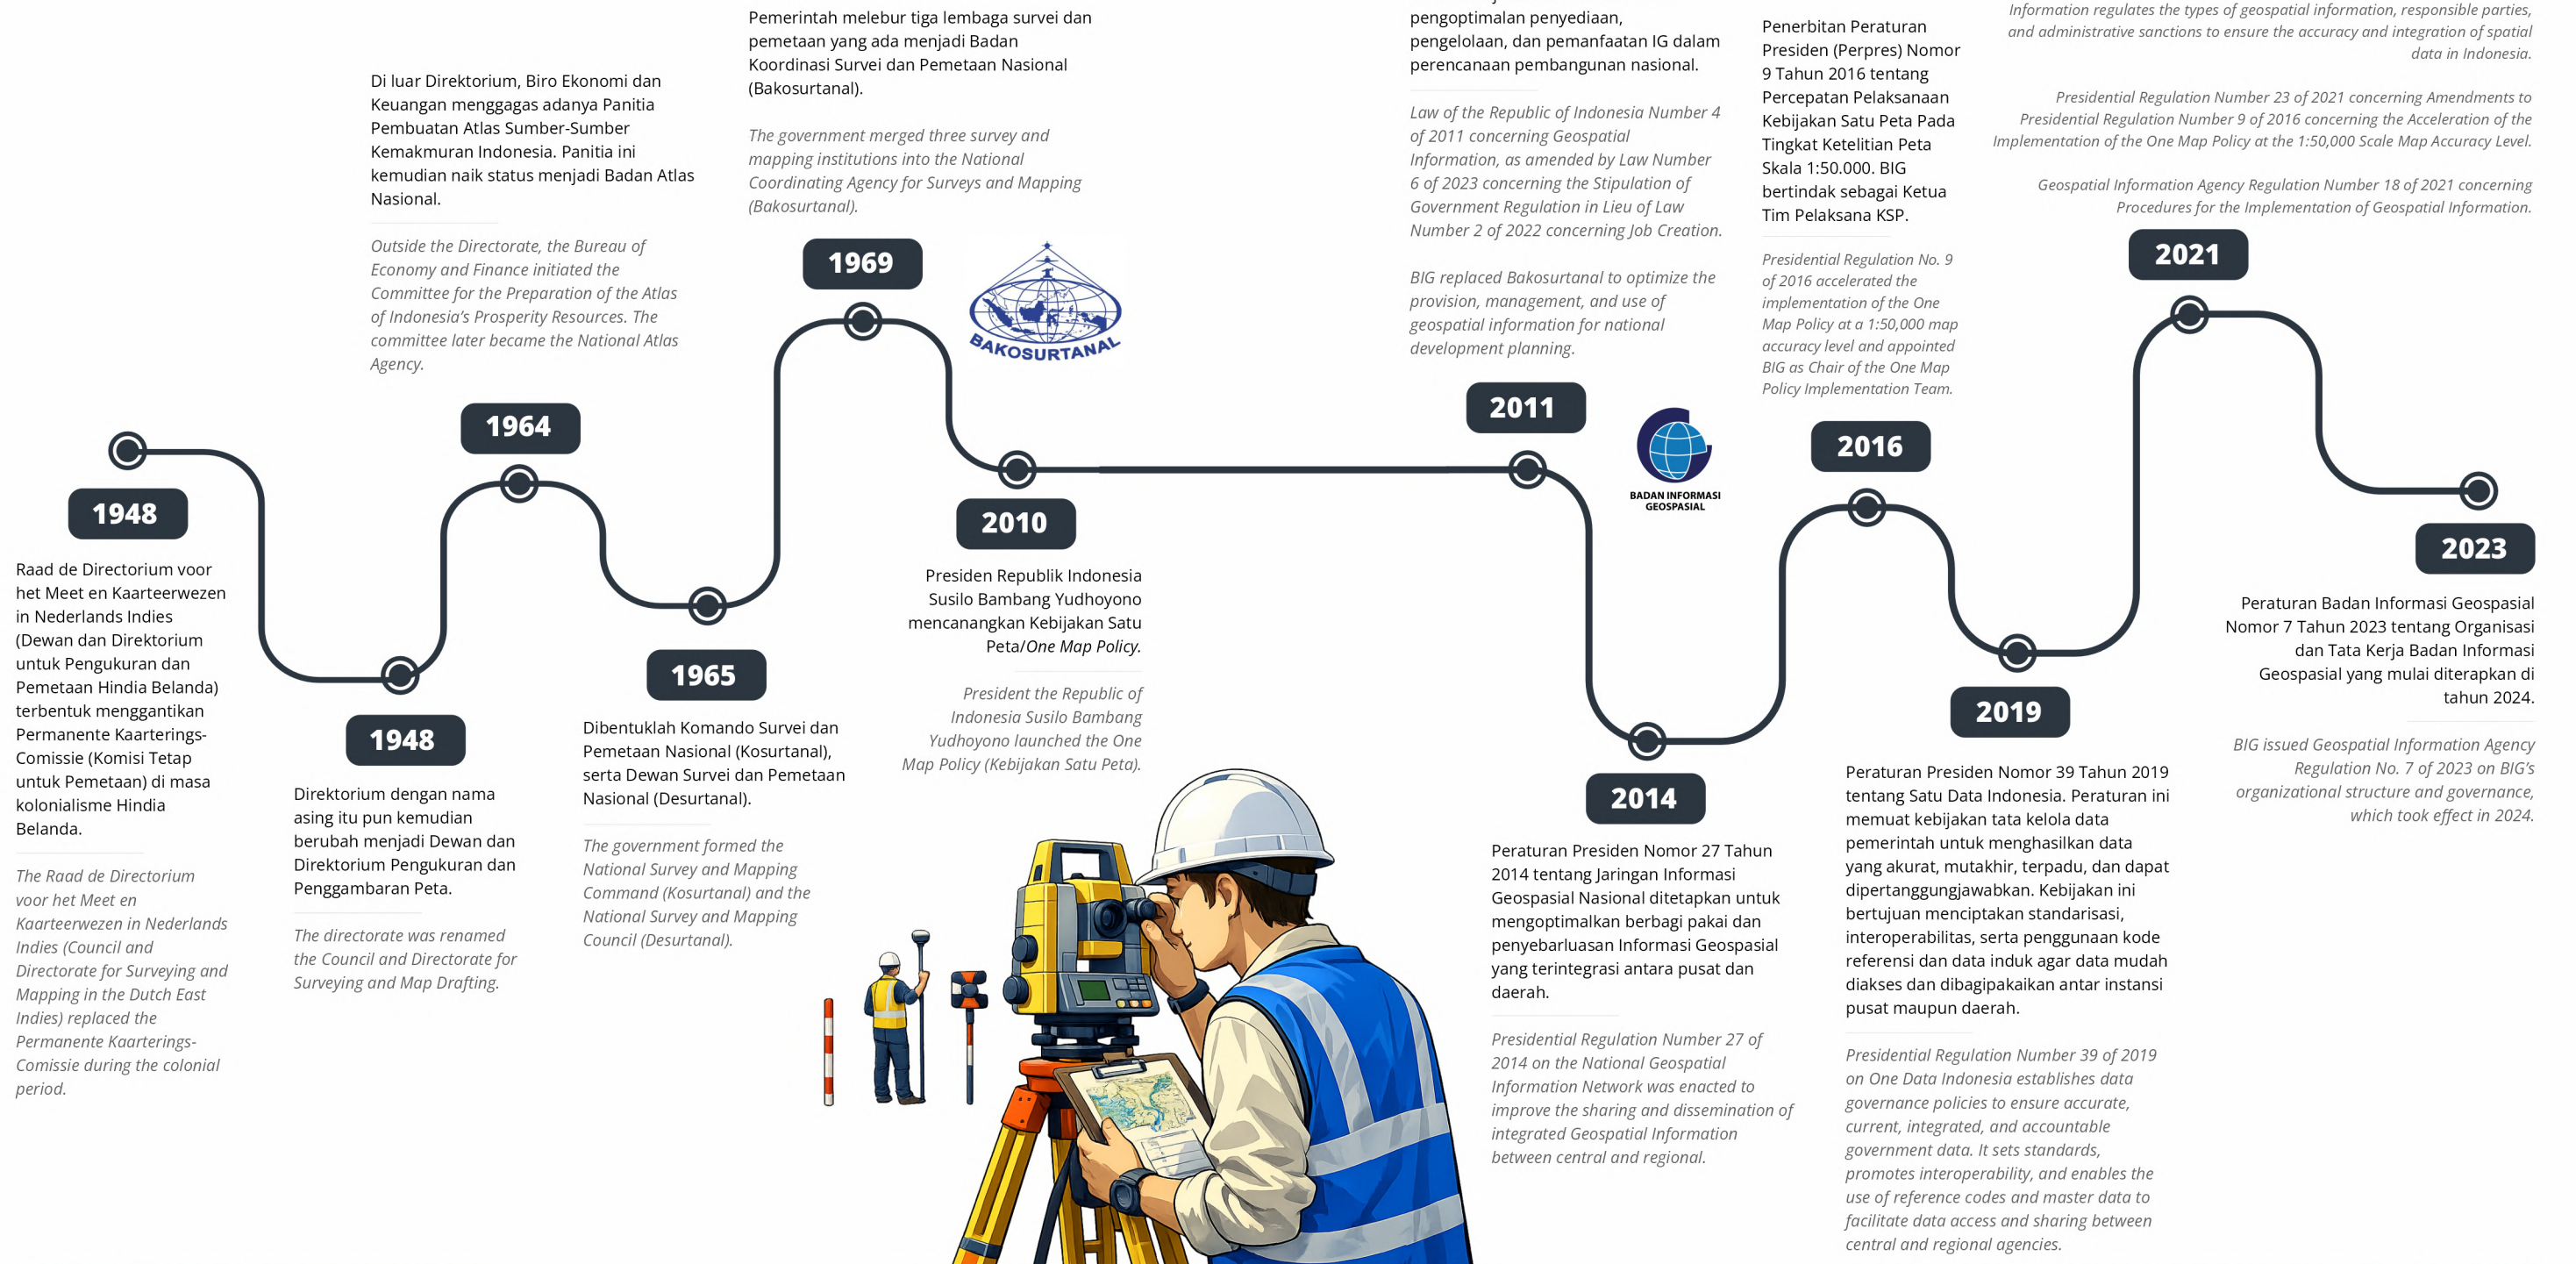 1948
Raad de Directorium voor
het Meet en Kaarteerwezen
in Nederlands Indies
(Dewan dan Direktorium
untuk Pengukuran dan
Pemetaan Hindia Belanda)
terbentuk menggantikan
Permanente Kaarterings-
Comissie (Komisi Tetap
untuk Pemetaan) di masa
kolonialisme Hindia
Belanda.
The Raad de Directorium
voor het Meet en
Kaarteerwezen in Nederlands
Indies (Council and
Directorate for Surveying and
Mapping in the Dutch East
Indies) replaced the
Permanente Kaarterings-
Comissie during the colonial
period.
1948
Direktorium dengan nama
asing itu pun kemudian
berubah menjadi Dewan dan
Direktorium Pengukuran dan
Penggambaran Peta.
The directorate was renamed
the Council and Directorate for
Surveying and Map Drafting.
Di luar Direktorium, Biro Ekonomi dan
Keuangan menggagas adanya Panitia
Pembuatan Atlas Sumber-Sumber
Kemakmuran Indonesia. Panitia ini
kemudian naik status menjadi Badan Atlas
Nasional.
Outside the Directorate, the Bureau of
Economy and Finance initiated the
Committee for the Preparation of the Atlas
of Indonesia’s Prosperity Resources. The
committee later became the National Atlas
Agency.
1964
1965
Dibentuklah Komando Survei dan
Pemetaan Nasional (Kosurtanal),
serta Dewan Survei dan Pemetaan
Nasional (Desurtanal).
The government formed the
National Survey and Mapping
Command (Kosurtanal) and the
National Survey and Mapping
Council (Desurtanal).
Pemerintah melebur tiga lembaga survei dan
pemetaan yang ada menjadi Badan
Koordinasi Survei dan Pemetaan Nasional
(Bakosurtanal).
The government merged three survey and
mapping institutions into the National
Coordinating Agency for Surveys and Mapping
(Bakosurtanal).
1969
BAKOSURTANAL
2010
Presiden Republik Indonesia
Susilo Bambang Yudhoyono
mencanangkan Kebijakan Satu
Peta/One Map Policy.
President the Republic of
Indonesia Susilo Bambang
Yudhoyono launched the One
Map Policy (Kebijakan Satu Peta).
pengoptimalan penyediaan,
pengelolaan, dan pemanfaatan IG dalam
perencanaan pembangunan nasional.
Law of the Republic of Indonesia Number 4
of 2011 concerning Geospatial
Information, as amended by Law Number
6 of 2023 concerning the Stipulation of
Government Regulation in Lieu of Law
Number 2 of 2022 concerning Job Creation.
BIG replaced Bakosurtanal to optimize the
provision, management, and use of
geospatial information for national
development planning.
2011
BADAN INFORMASI
GEOSPASIAL
2014
Peraturan Presiden Nomor 27 Tahun
2014 tentang Jaringan Informasi
Geospasial Nasional ditetapkan untuk
mengoptimalkan berbagi pakai dan
penyebarluasan Informasi Geospasial
yang terintegrasi antara pusat dan
daerah.
Presidential Regulation Number 27 of
2014 on the National Geospatial
Information Network was enacted to
improve the sharing and dissemination of
integrated Geospatial Information
between central and regional.
Penerbitan Peraturan
Presiden (Perpres) Nomor
9 Tahun 2016 tentang
Percepatan Pelaksanaan
Kebijakan Satu Peta Pada
Tingkat Ketelitian Peta
Skala 1:50.000. BIG
bertindak sebagai Ketua
Tim Pelaksana KSP.
Presidential Regulation No. 9
of 2016 accelerated the
implementation of the One
Map Policy at a 1:50,000 map
accuracy level and appointed
BIG as Chair of the One Map
Policy Implementation Team.
2016
2019
Peraturan Presiden Nomor 39 Tahun 2019
tentang Satu Data Indonesia. Peraturan ini
memuat kebijakan tata kelola data
pemerintah untuk menghasilkan data
yang akurat, mutakhir, terpadu, dan dapat
dipertanggungjawabkan. Kebijakan ini
bertujuan menciptakan standarisasi,
interoperabilitas, serta penggunaan kode
referensi dan data induk agar data mudah
diakses dan dibagipakaikan antar instansi
pusat maupun daerah.
Presidential Regulation Number 39 of 2019
on One Data Indonesia establishes data
governance policies to ensure accurate,
current, integrated, and accountable
government data. It sets standards,
promotes interoperability, and enables the
use of reference codes and master data to
facilitate data access and sharing between
central and regional agencies.
Information regulates the types of geospatial information, responsible parties,
and administrative sanctions to ensure the accuracy and integration of spatial
data in Indonesia.
Presidential Regulation Number 23 of 2021 concerning Amendments to
Presidential Regulation Number 9 of 2016 concerning the Acceleration of the
Implementation of the One Map Policy at the 1:50,000 Scale Map Accuracy Level.
Geospatial Information Agency Regulation Number 18 of 2021 concerning
Procedures for the Implementation of Geospatial Information.
2021
2023
Peraturan Badan Informasi Geospasial
Nomor 7 Tahun 2023 tentang Organisasi
dan Tata Kerja Badan Informasi
Geospasial yang mulai diterapkan di
tahun 2024.
BIG issued Geospatial Information Agency
Regulation No. 7 of 2023 on BIG’s
organizational structure and governance,
which took effect in 2024.